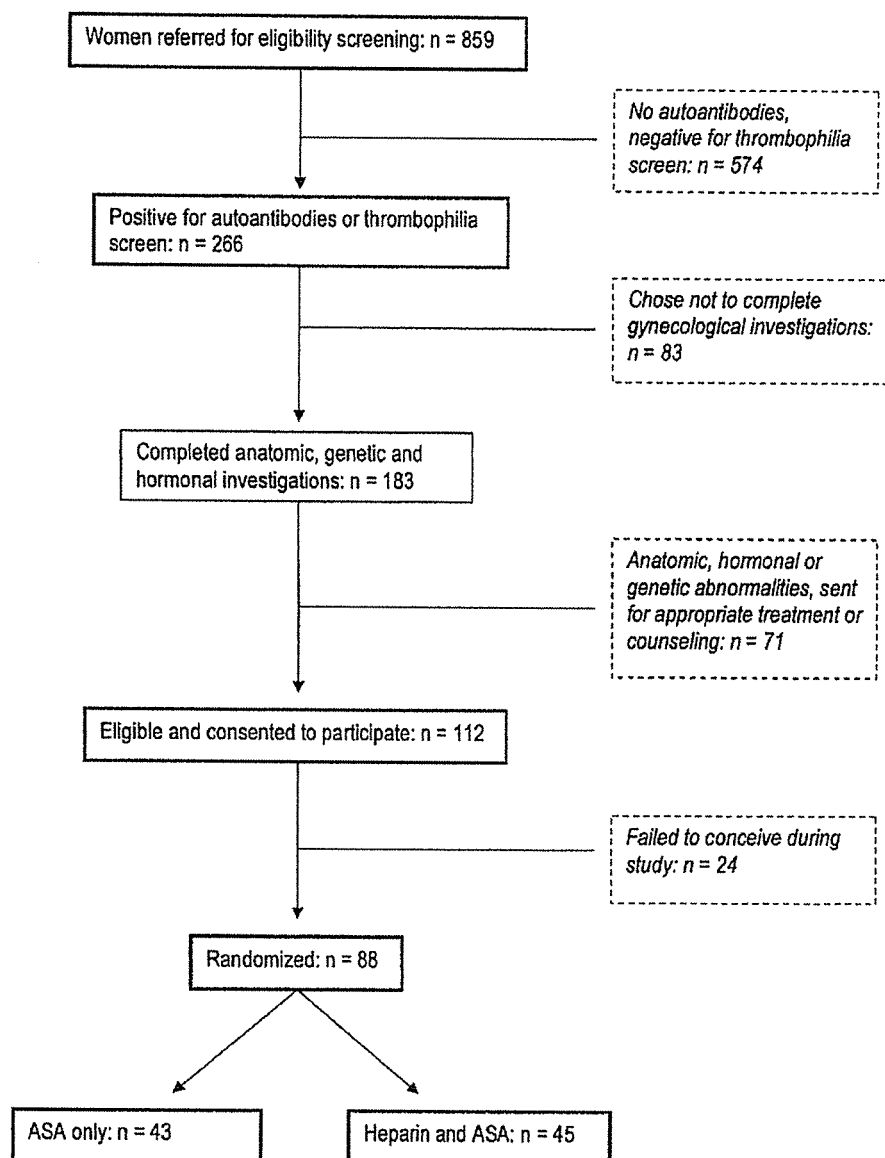 Women referred for eligibility screening: n = 859
No autoantibodies,
negative for thrombophilia
screen: n = 574
Positive for autoantibodies or thrombophilia
screen: n = 266
Chose not to complete
gynecological investigations:
n = 83
Completed anatomic, genetic and
hormonal investigations: n = 183
Anatomic, hormonal or
genetic abnormalities, sent
for appropriate treatment or
counseling: n = 71
Eligible and consented to participate: n = 112
Failed to conceive during
study: n = 24
Randomized: n = 88
ASA only: n = 43
Heparin and ASA: n = 45